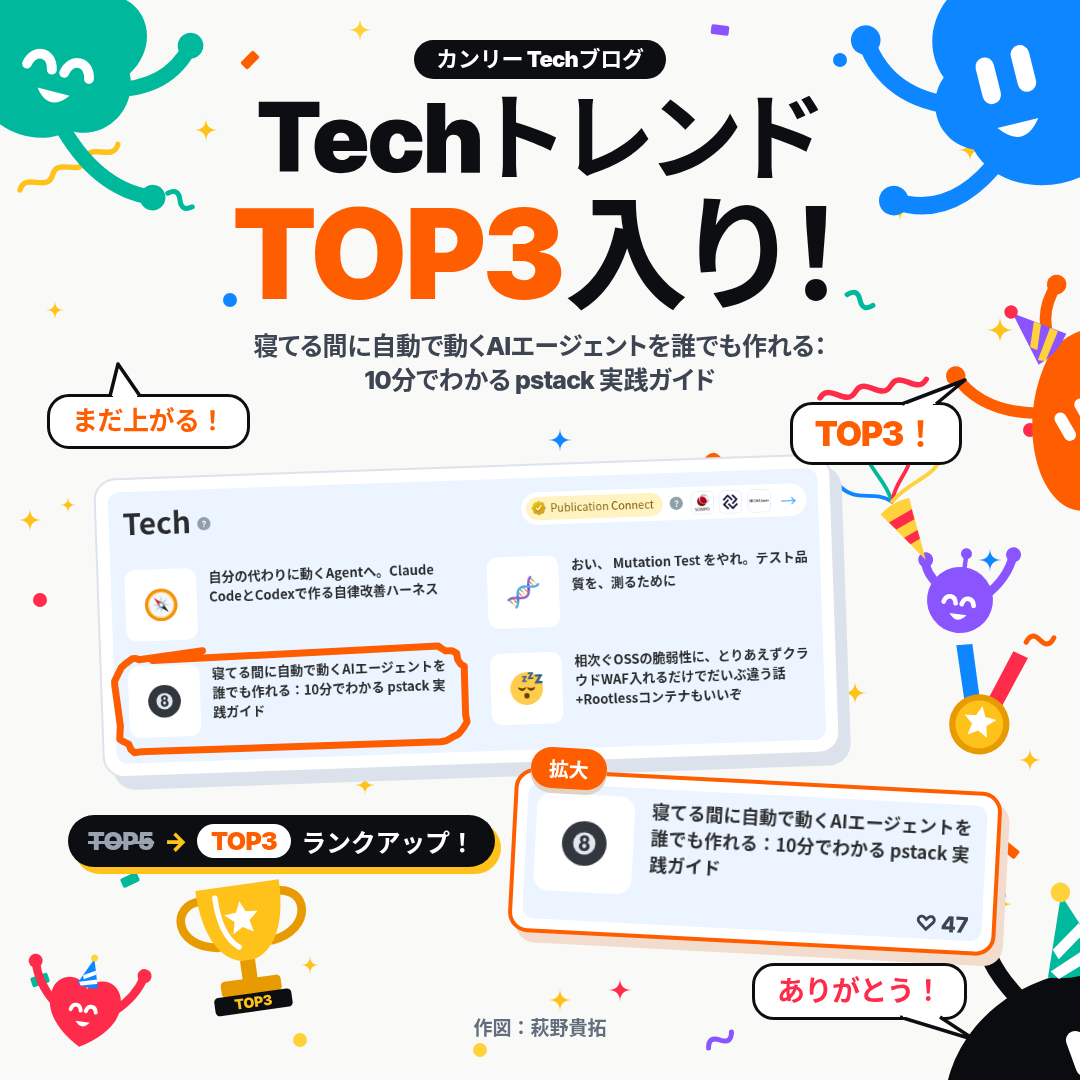 カンリー Techブログ
Techトレンド
TOP3入り!
寝てる間に自動で動くAIエージェントを誰でも作れる:
10分でわかる pstack 実践ガイド
まだ上がる！
TOP3！
Tech ?
Publication Connect ?
SOMPO
自分の代わりに動くAgentへ。Claude
CodeとCodexで作る自律改善ハーネス
おい、 Mutation Test をやれ。テスト品
質を、測るために
寝てる間に自動で動くAIエージェントを
誰でも作れる：10分でわかる pstack 実
践ガイド
8
相次ぐOSSの脆弱性に、とりあえずクラ
ウドWAF入れるだけでだいぶ違う話
+Rootlessコンテナもいいぞ
zzz
拡大
寝てる間に自動で動くAIエージェントを
誰でも作れる：10分でわかる pstack 実
践ガイド
8
♡ 47
TOP5 → TOP3 ランクアップ！
TOP3
ありがとう！
作図：萩野貴拓